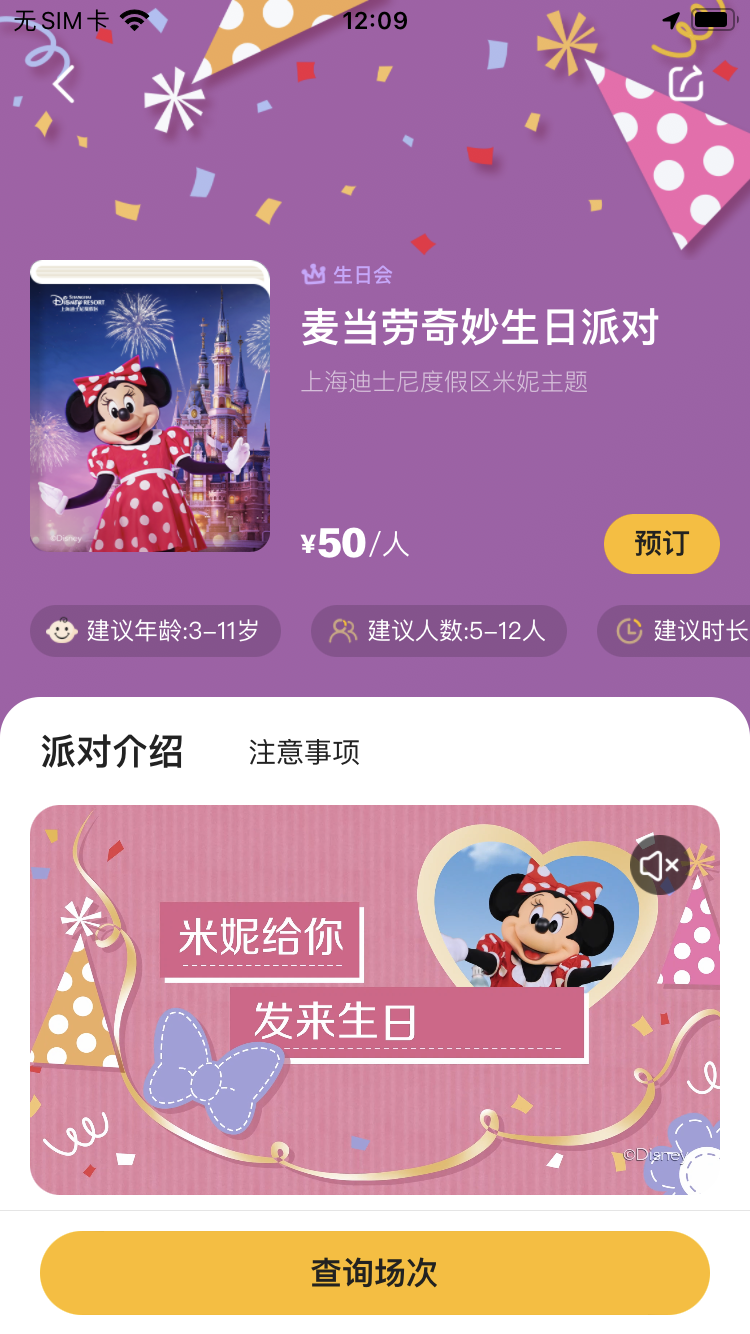 无SIM卡
12:09
SHANGHAI
Disney RESORT
上海迪士尼度假区
©Disney
生日会
麦当劳奇妙生日派对
上海迪士尼度假区米妮主题
¥50/人
预订
建议年龄:3-11岁
建议人数:5-12人
建议时长
派对介绍
注意事项
米妮给你
发来生日
©Disney
查询场次